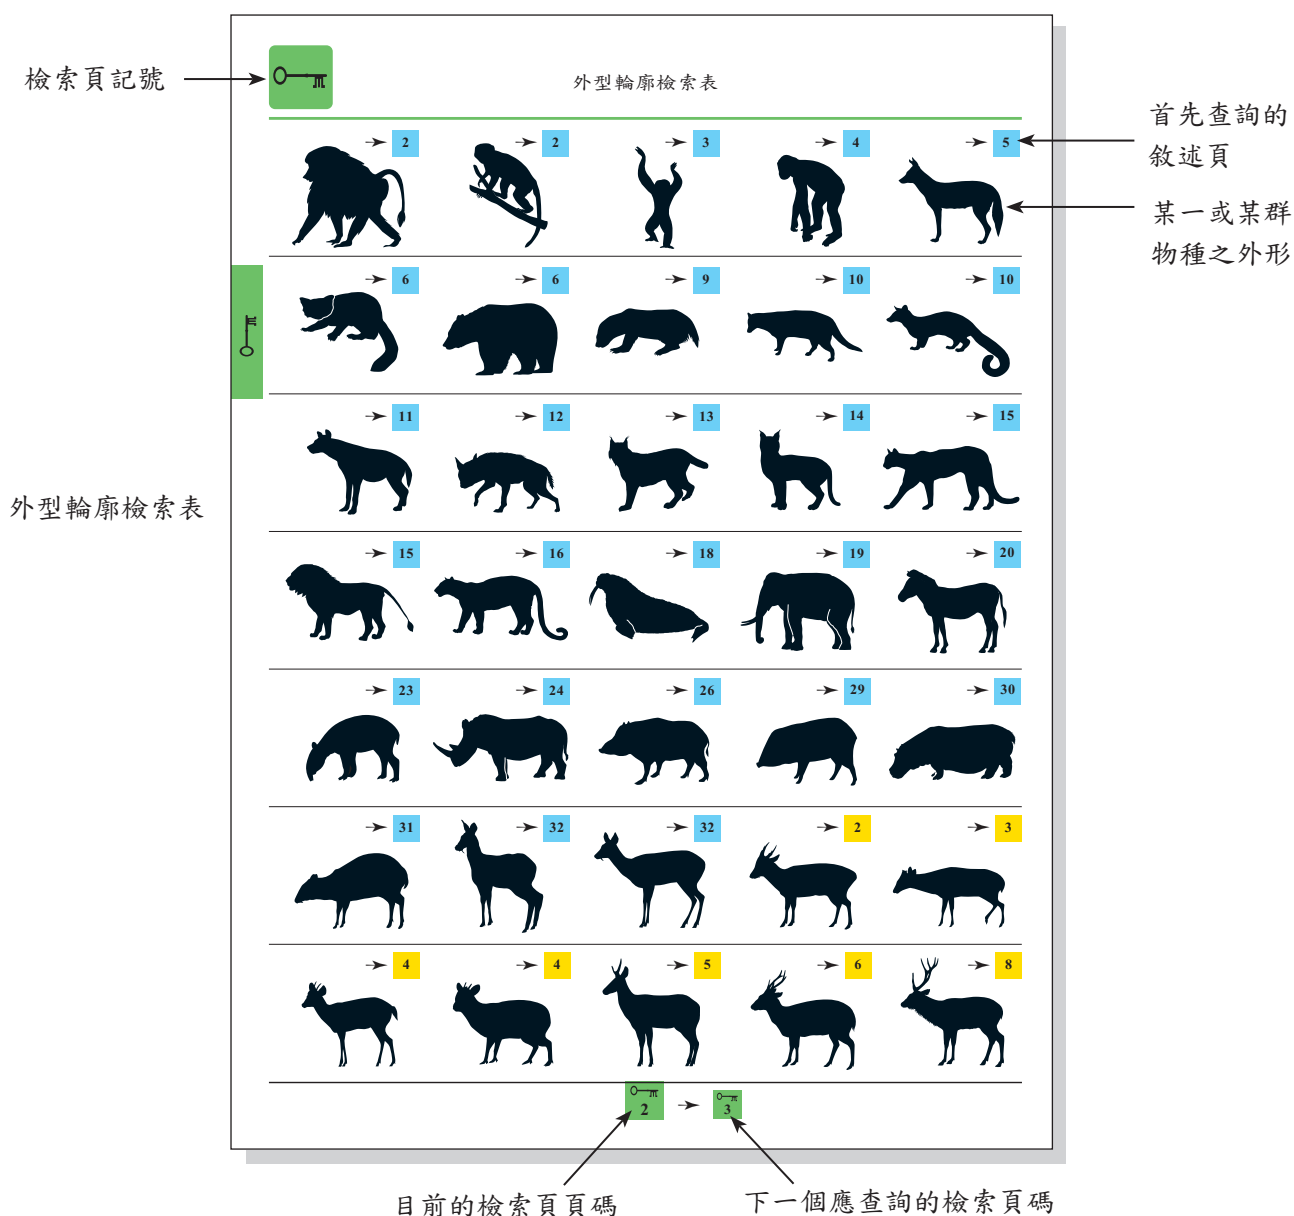 檢索頁記號
外型輪廓檢索表
首先查詢的
敘述頁
某一或某群
物種之外形
2 2 3 4 5
6 6 9 10 10
11 12 13 14 15
外型輪廓檢索表
15 16 18 19 20
23 24 26 29 30
31 32 32 2 3
4 4 5 6 8
2 3
目前的檢索頁頁碼
下一個應查詢的檢索頁碼